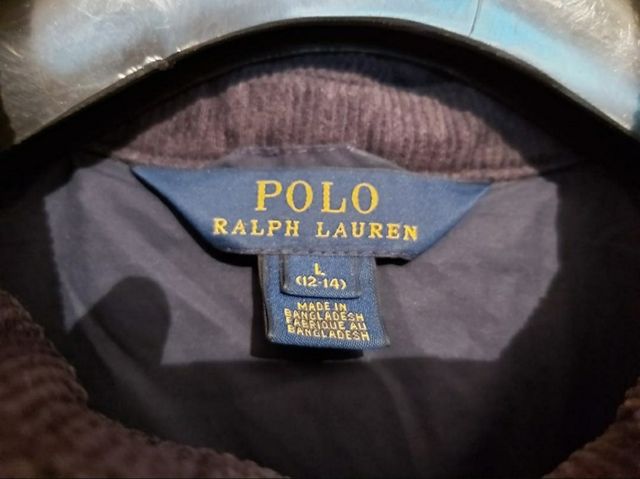 POLO
RALPH LAUREN
L
(12-14)
MADE IN
BANGLADESH
FABRIQUE AU
BANGLADESH